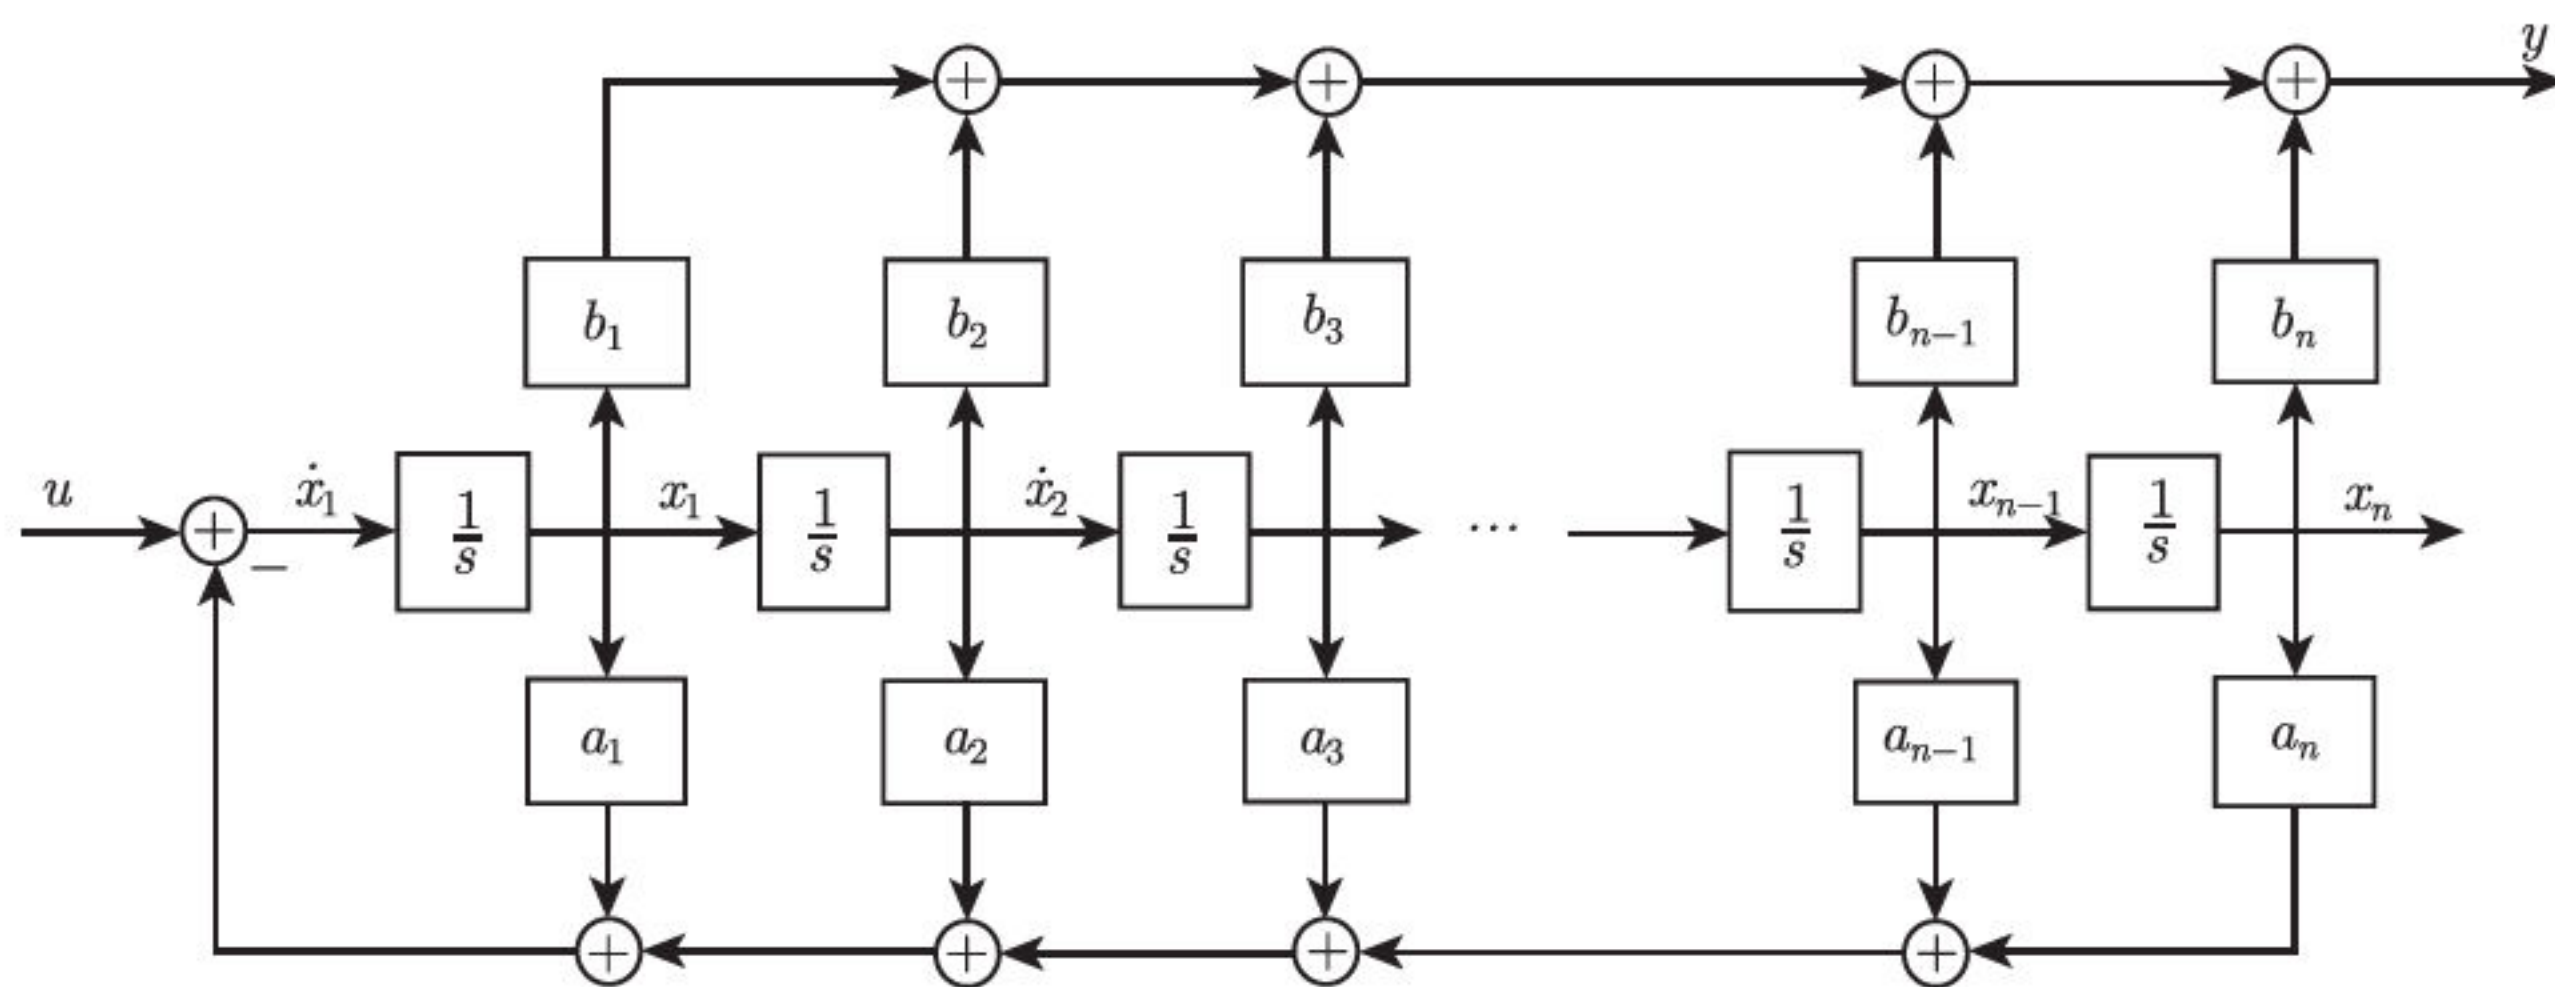 y
+ + + +
b₁ b₂ b₃ bₙ₋₁ bₙ
u + − ẋ₁ 1/s x₁ 1/s ẋ₂ 1/s ... 1/s xₙ₋₁ 1/s xₙ
a₁ a₂ a₃ aₙ₋₁ aₙ
+ + + +